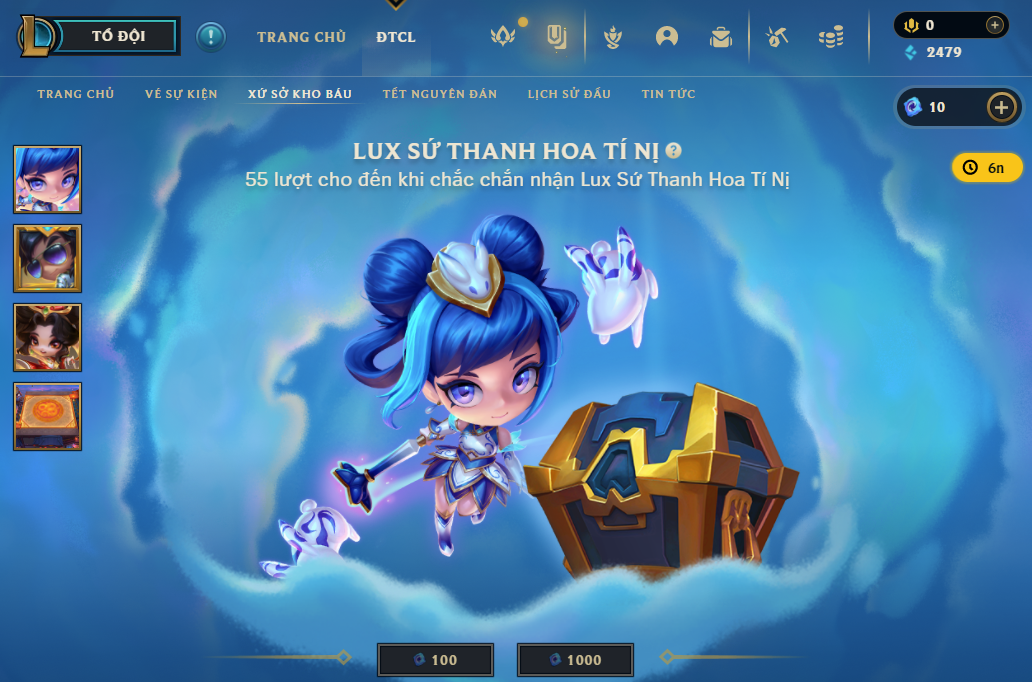 TỔ ĐỘI
!
TRANG CHỦ
ĐTCL
0
2479
TRANG CHỦ
VÉ SỰ KIỆN
XỨ SỞ KHO BÁU
TẾT NGUYÊN ĐÁN
LỊCH SỬ ĐẤU
TIN TỨC
10
LUX SỨ THANH HOA TÍ NỊ ?
55 lượt cho đến khi chắc chắn nhận Lux Sứ Thanh Hoa Tí Nị
6n
100
1000